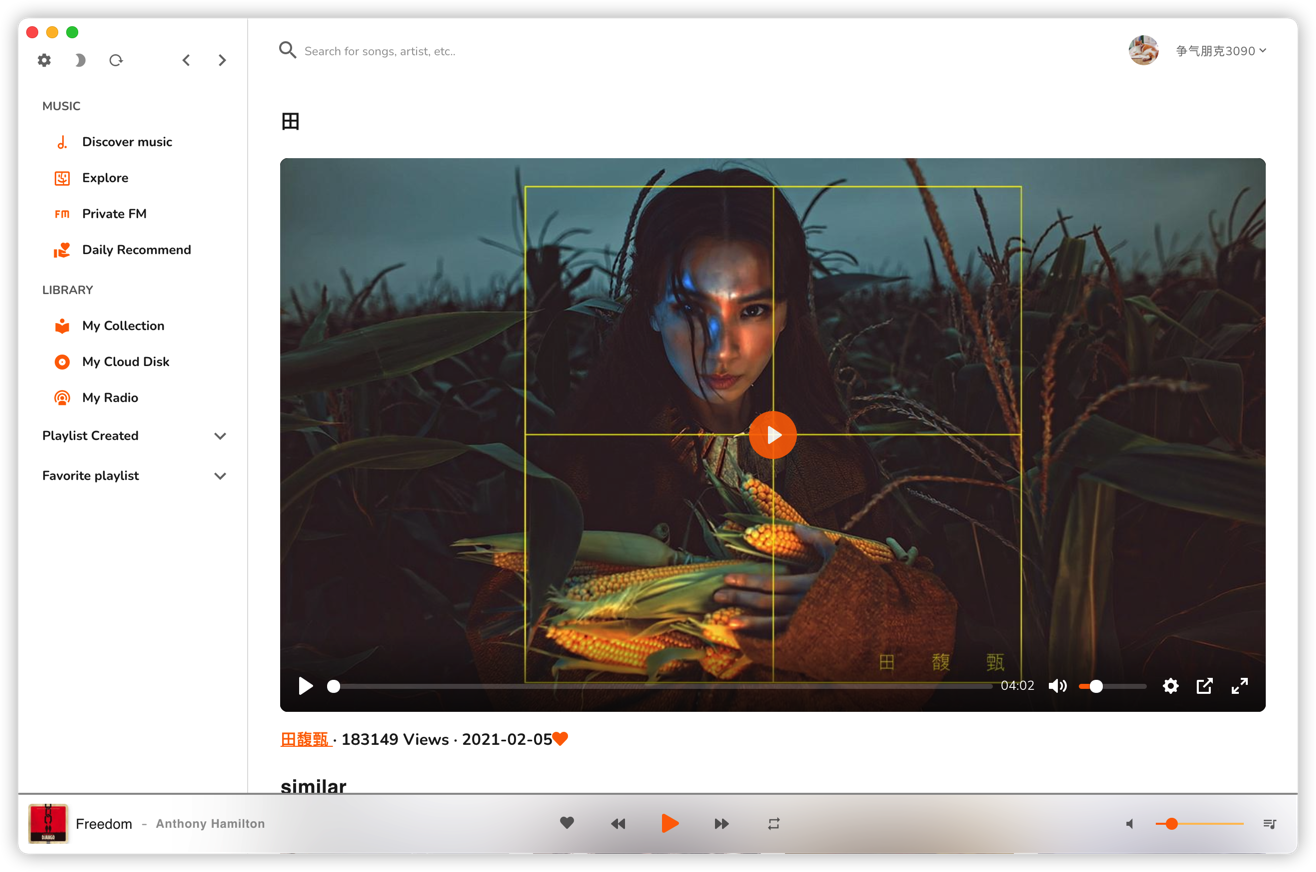 Search for songs, artist, etc..
争气朋克3090
MUSIC
Discover music
Explore
Private FM
Daily Recommend
LIBRARY
My Collection
My Cloud Disk
My Radio
Playlist Created
Favorite playlist
田
田 馥 甄
04:02
田馥甄 · 183149 Views · 2021-02-05
similar
Freedom - Anthony Hamilton